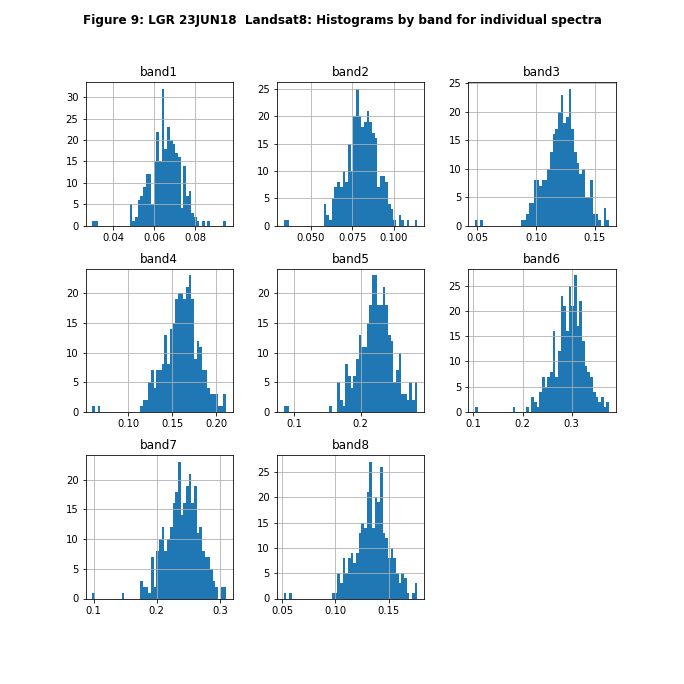 Figure 9: LGR 23JUN18  Landsat8: Histograms by band for individual spectra
band1
30
25
20
15
10
5
0
0.04 0.06 0.08
band2
25
20
15
10
5
0
0.050 0.075 0.100
band3
25
20
15
10
5
0
0.05 0.10 0.15
band4
20
15
10
5
0
0.10 0.15 0.20
band5
20
15
10
5
0
0.1 0.2
band6
25
20
15
10
5
0
0.1 0.2 0.3
band7
20
15
10
5
0
0.1 0.2 0.3
band8
25
20
15
10
5
0
0.05 0.10 0.15